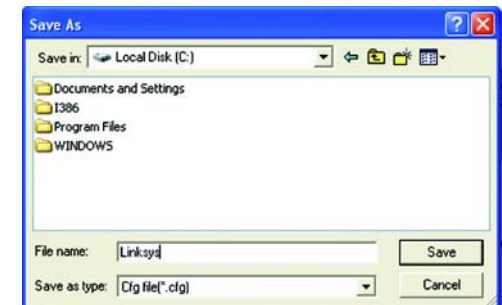 Save As
Save in: Local Disk (C:)
Documents and Settings
I386
Program Files
WINDOWS
File name: Linksys Save
Save as type: Cfg file(*.cfg) Cancel